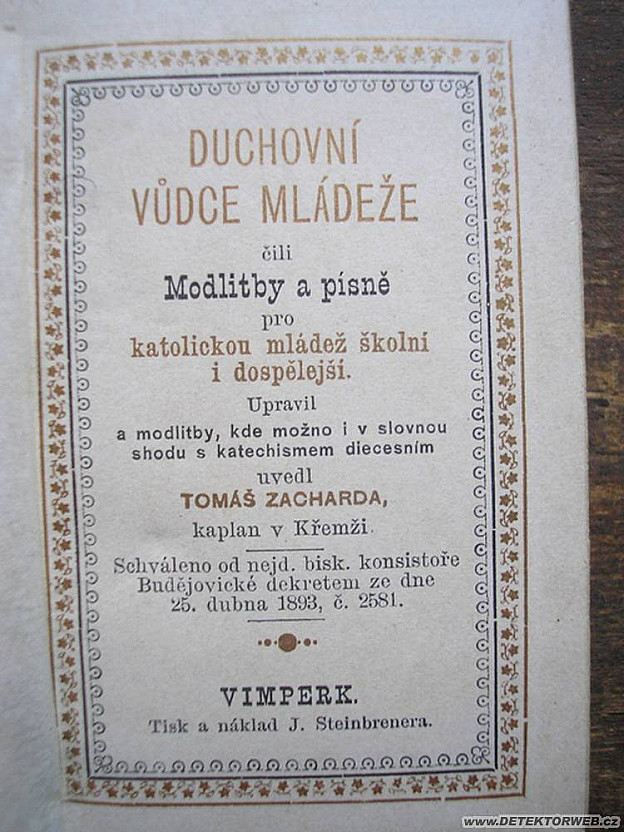 DUCHOVNÍ
VŮDCE MLÁDEŽE
čili
Modlitby a písně
pro
katolickou mládež školní
i dospělejší.
Upravil
a modlitby, kde možno i v slovnou
shodu s katechismem diecesním
uvedl
TOMÁŠ ZACHARDA,
kaplan v Křemži.
Schváleno od nejd. bisk. konsistoře
Budějovické dekretem ze dne
25. dubna 1893, č. 2581.
VIMPERK.
Tisk a náklad J. Steinbrenera.
www.DETEKTORWEB.cz